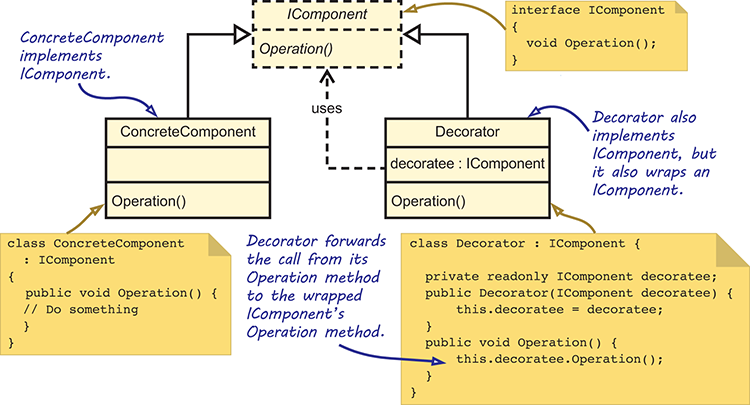 IComponent
Operation()
interface IComponent
{
void Operation();
}
ConcreteComponent
implements
IComponent.
uses
ConcreteComponent
Operation()
Decorator
decoratee : IComponent
Operation()
Decorator also
implements
IComponent, but
it also wraps an
IComponent.
class ConcreteComponent
: IComponent
{
public void Operation() {
// Do something
}
}
Decorator forwards
the call from its
Operation method
to the wrapped
IComponent's
Operation method.
class Decorator : IComponent {
private readonly IComponent decoratee;
public Decorator(IComponent decoratee) {
this.decoratee = decoratee;
}
public void Operation() {
this.decoratee.Operation();
}
}